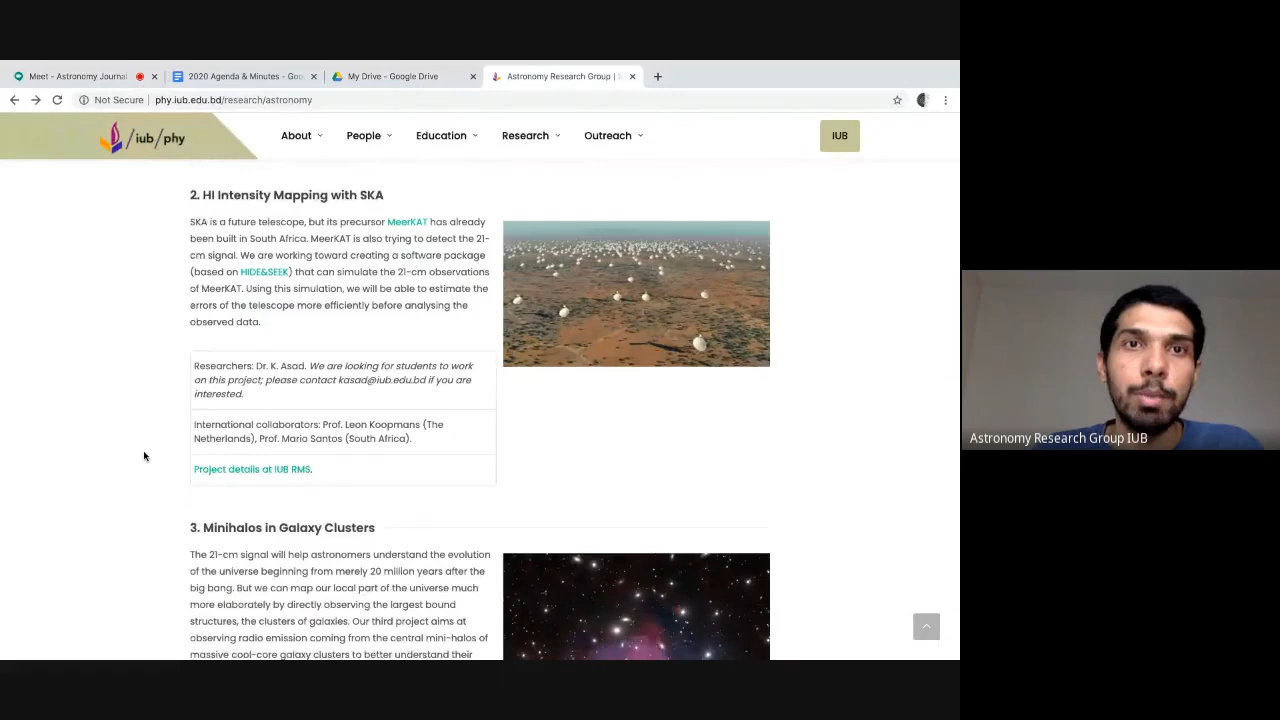 Meet - Astronomy Journal
2020 Agenda & Minutes - Goo
My Drive - Google Drive
Astronomy Research Group |
Not Secure | phy.iub.edu.bd/research/astronomy
/iub/phy
About
People
Education
Research
Outreach
IUB
2. HI Intensity Mapping with SKA
SKA is a future telescope, but its precursor MeerKAT has already
been built in South Africa. MeerKAT is also trying to detect the 21-
cm signal. We are working toward creating a software package
(based on HIDE&SEEK) that can simulate the 21-cm observations
of MeerKAT. Using this simulation, we will be able to estimate the
errors of the telescope more efficiently before analysing the
observed data.
Researchers: Dr. K. Asad. We are looking for students to work
on this project; please contact kasad@iub.edu.bd if you are
interested.
International collaborators: Prof. Leon Koopmans (The
Netherlands), Prof. Mario Santos (South Africa).
Project details at IUB RMS.
3. Minihalos in Galaxy Clusters
The 21-cm signal will help astronomers understand the evolution
of the universe beginning from merely 20 million years after the
big bang. But we can map our local part of the universe much
more elaborately by directly observing the largest bound
structures, the clusters of galaxies. Our third project aims at
observing radio emission coming from the central mini-halos of
massive cool-core galaxy clusters to better understand their
Astronomy Research Group IUB